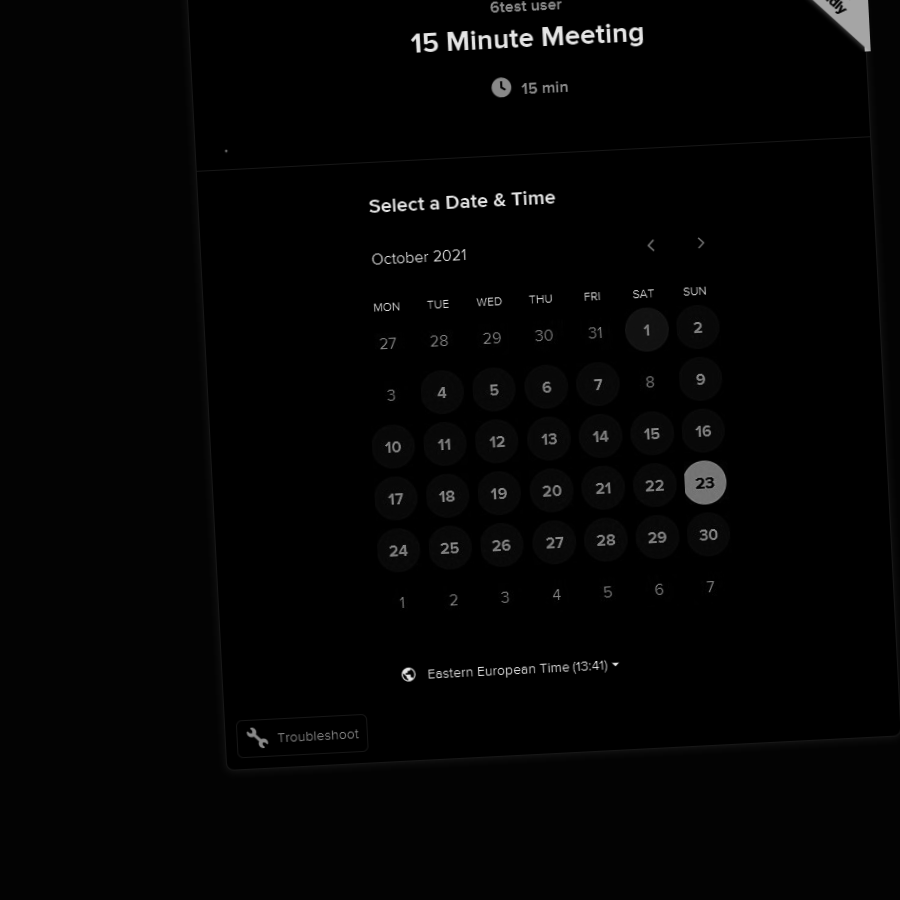 6test user
15 Minute Meeting
15 min
Select a Date & Time
October 2021
MON TUE WED THU FRI SAT SUN
27 28 29 30 31 1 2
3 4 5 6 7 8 9
10 11 12 13 14 15 16
17 18 19 20 21 22 23
24 25 26 27 28 29 30
1 2 3 4 5 6 7
Eastern European Time (13:41)
Troubleshoot